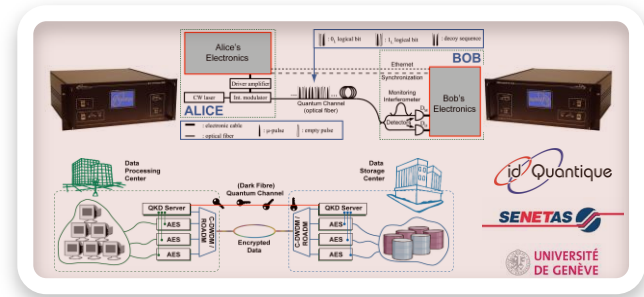 Alice's
Electronics
Driver amplifier
CW laser
Int. modulator
ALICE
: 0L logical bit
: 1L logical bit
: decoy sequence
Ethernet
Synchronization
Quantum Channel
(optical fiber)
BOB
Monitoring
Interferometer
Detectors
Bob's
Electronics
: electronic cable
: optical fiber
: μ-pulse
: empty pulse
Data
Processing
Center
(Dark Fibre)
Quantum Channel
Data
Storage
Center
QKD Server
AES
AES
AES
C-DWDM /
ROADM
Encrypted
Data
C-DWDM /
ROADM
QKD Server
AES
AES
AES
id Quantique
SENETAS
UNIVERSITÉ
DE GENÈVE